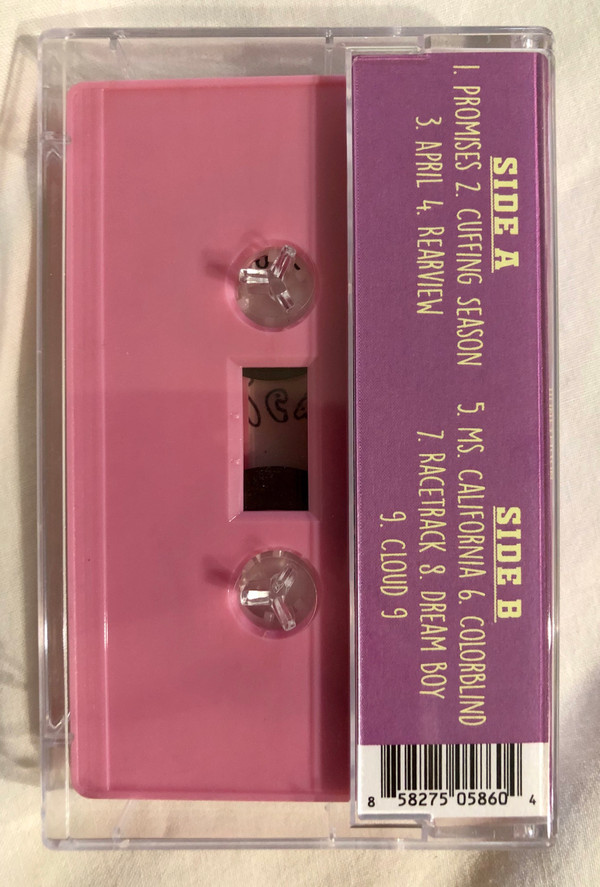 SIDE A
1. PROMISES 2. CUFFING SEASON
3. APRIL 4. REARVIEW
SIDE B
5. MS. CALIFORNIA 6. COLORBLIND
7. RACETRACK 8. DREAM BOY
9. CLOUD 9
8 58275 05860 4